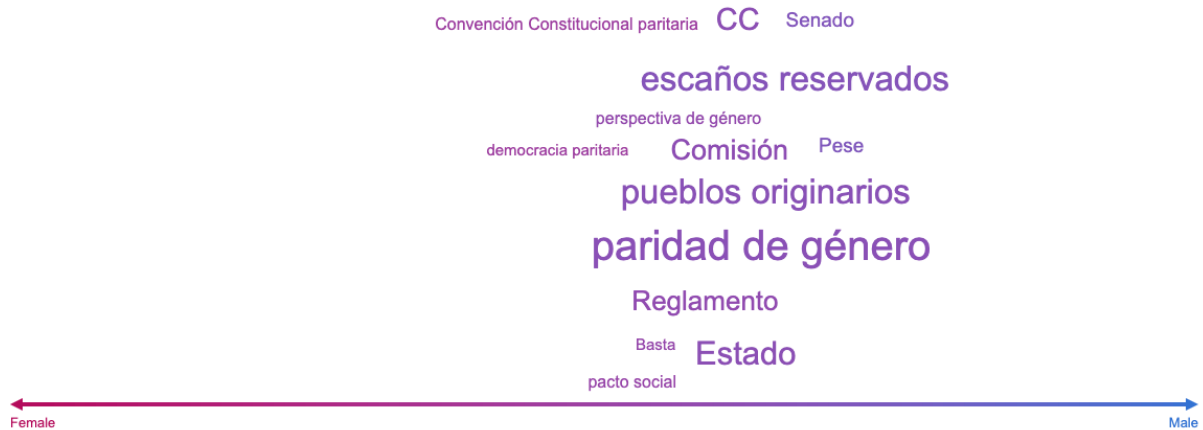 Convención Constitucional paritaria CC Senado
escaños reservados
perspectiva de género
democracia paritaria Comisión Pese
pueblos originarios
paridad de género
Reglamento
Basta Estado
pacto social
Female Male